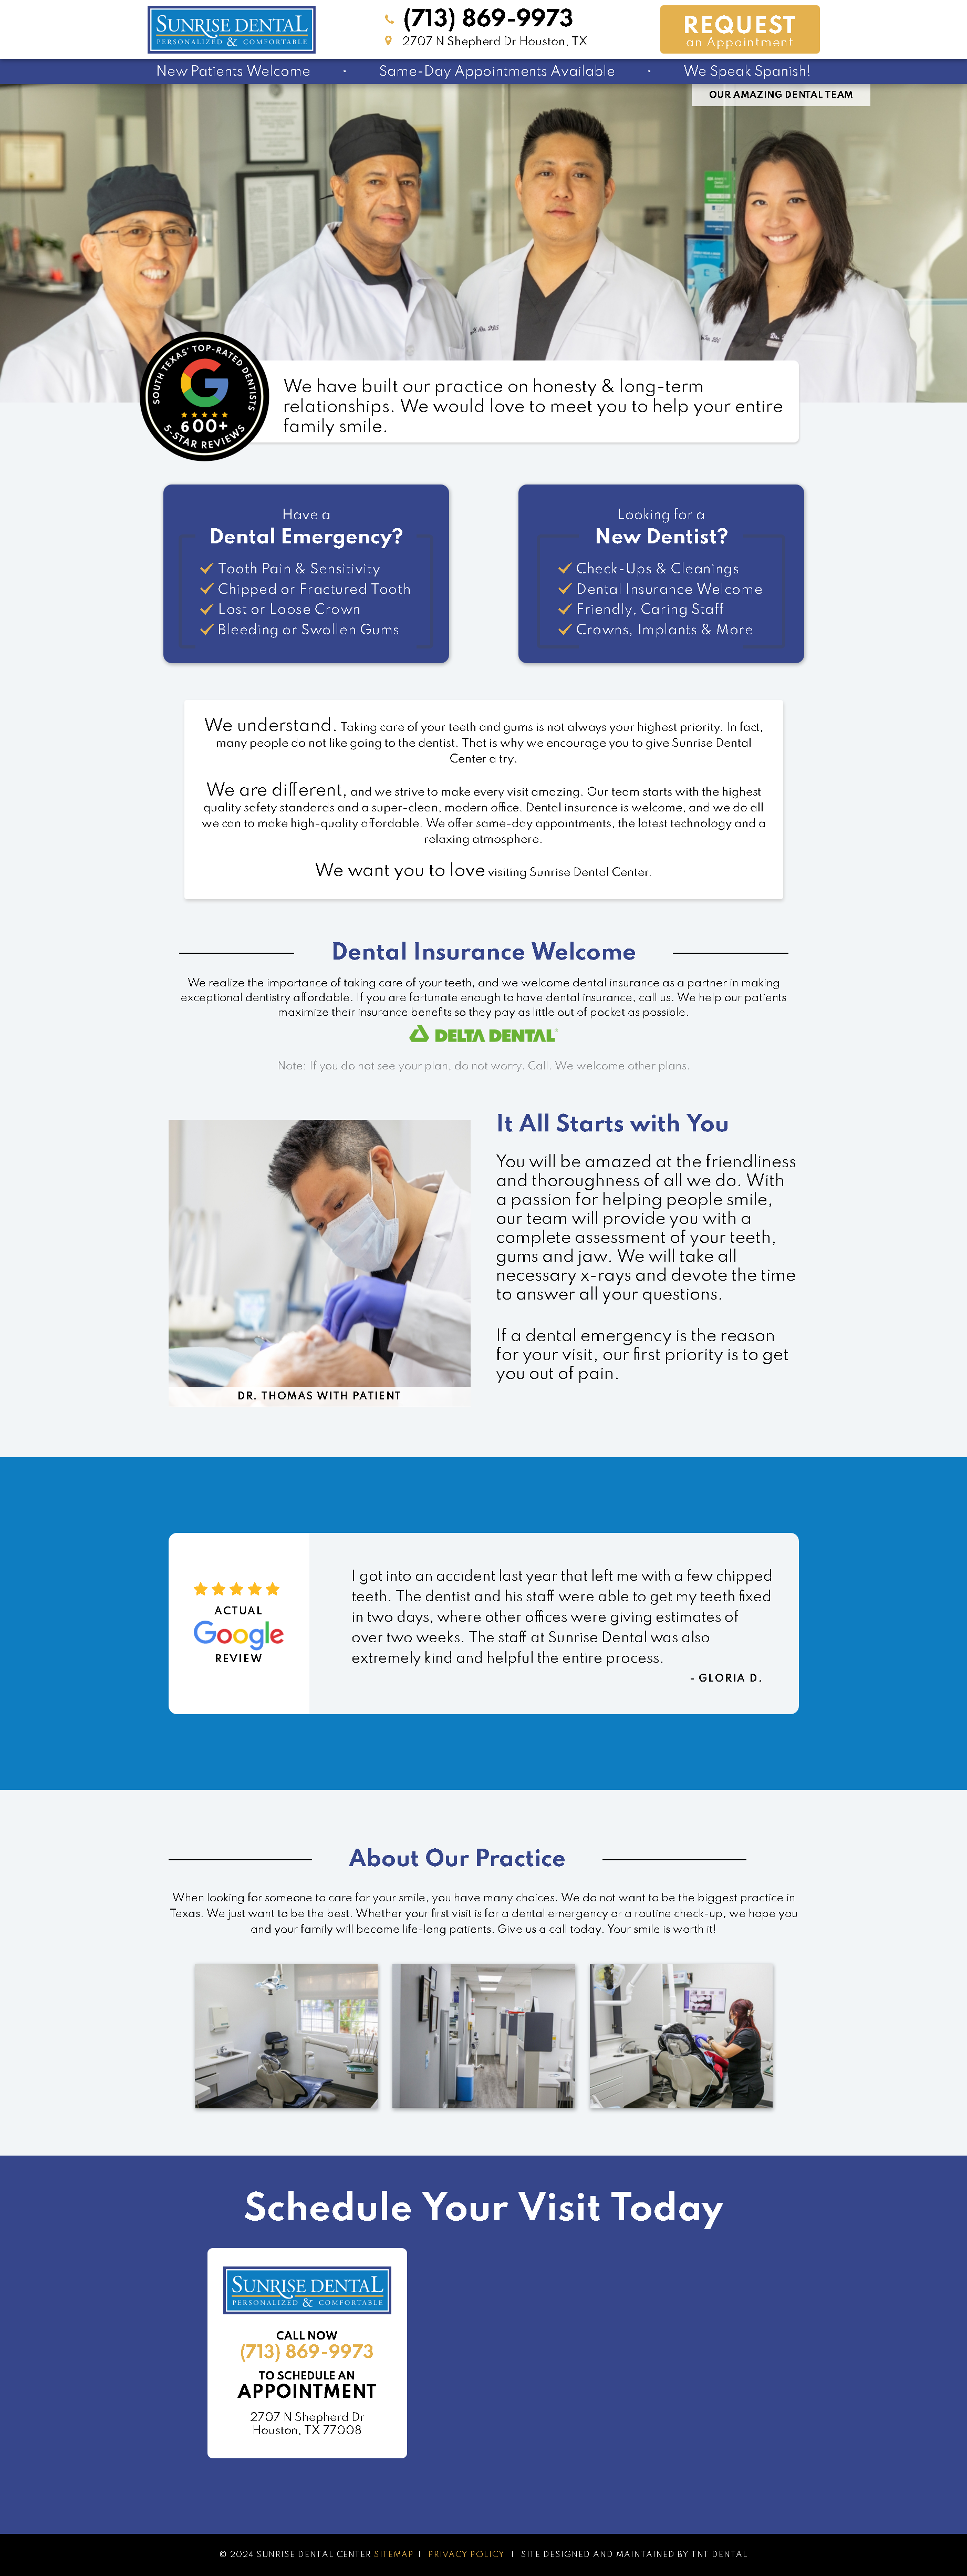 SUNRISE DENTAL
PERSONALIZED & COMFORTABLE
(713) 869-9973
2707 N Shepherd Dr Houston, TX
REQUEST
an Appointment
New Patients Welcome · Same-Day Appointments Available · We Speak Spanish!
OUR AMAZING DENTAL TEAM
SOUTH TEXAS' TOP-RATED DENTISTS
600+
5-STAR REVIEWS
We have built our practice on honesty & long-term
relationships. We would love to meet you to help your entire
family smile.
Have a
Dental Emergency?
Tooth Pain & Sensitivity
Chipped or Fractured Tooth
Lost or Loose Crown
Bleeding or Swollen Gums
Looking for a
New Dentist?
Check-Ups & Cleanings
Dental Insurance Welcome
Friendly, Caring Staff
Crowns, Implants & More
We understand. Taking care of your teeth and gums is not always your highest priority. In fact,
many people do not like going to the dentist. That is why we encourage you to give Sunrise Dental
Center a try.
We are different, and we strive to make every visit amazing. Our team starts with the highest
quality safety standards and a super-clean, modern office. Dental insurance is welcome, and we do all
we can to make high-quality affordable. We offer same-day appointments, the latest technology and a
relaxing atmosphere.
We want you to love visiting Sunrise Dental Center.
Dental Insurance Welcome
We realize the importance of taking care of your teeth, and we welcome dental insurance as a partner in making
exceptional dentistry affordable. If you are fortunate enough to have dental insurance, call us. We help our patients
maximize their insurance benefits so they pay as little out of pocket as possible.
DELTA DENTAL
Note: If you do not see your plan, do not worry. Call. We welcome other plans.
It All Starts with You
You will be amazed at the friendliness
and thoroughness of all we do. With
a passion for helping people smile,
our team will provide you with a
complete assessment of your teeth,
gums and jaw. We will take all
necessary x-rays and devote the time
to answer all your questions.
If a dental emergency is the reason
for your visit, our first priority is to get
you out of pain.
DR. THOMAS WITH PATIENT
ACTUAL
Google
REVIEW
I got into an accident last year that left me with a few chipped
teeth. The dentist and his staff were able to get my teeth fixed
in two days, where other offices were giving estimates of
over two weeks. The staff at Sunrise Dental was also
extremely kind and helpful the entire process.
- GLORIA D.
About Our Practice
When looking for someone to care for your smile, you have many choices. We do not want to be the biggest practice in
Texas. We just want to be the best. Whether your first visit is for a dental emergency or a routine check-up, we hope you
and your family will become life-long patients. Give us a call today. Your smile is worth it!
Schedule Your Visit Today
SUNRISE DENTAL
PERSONALIZED & COMFORTABLE
CALL NOW
(713) 869-9973
TO SCHEDULE AN
APPOINTMENT
2707 N Shepherd Dr
Houston, TX 77008
© 2024 SUNRISE DENTAL CENTER SITEMAP | PRIVACY POLICY | SITE DESIGNED AND MAINTAINED BY TNT DENTAL